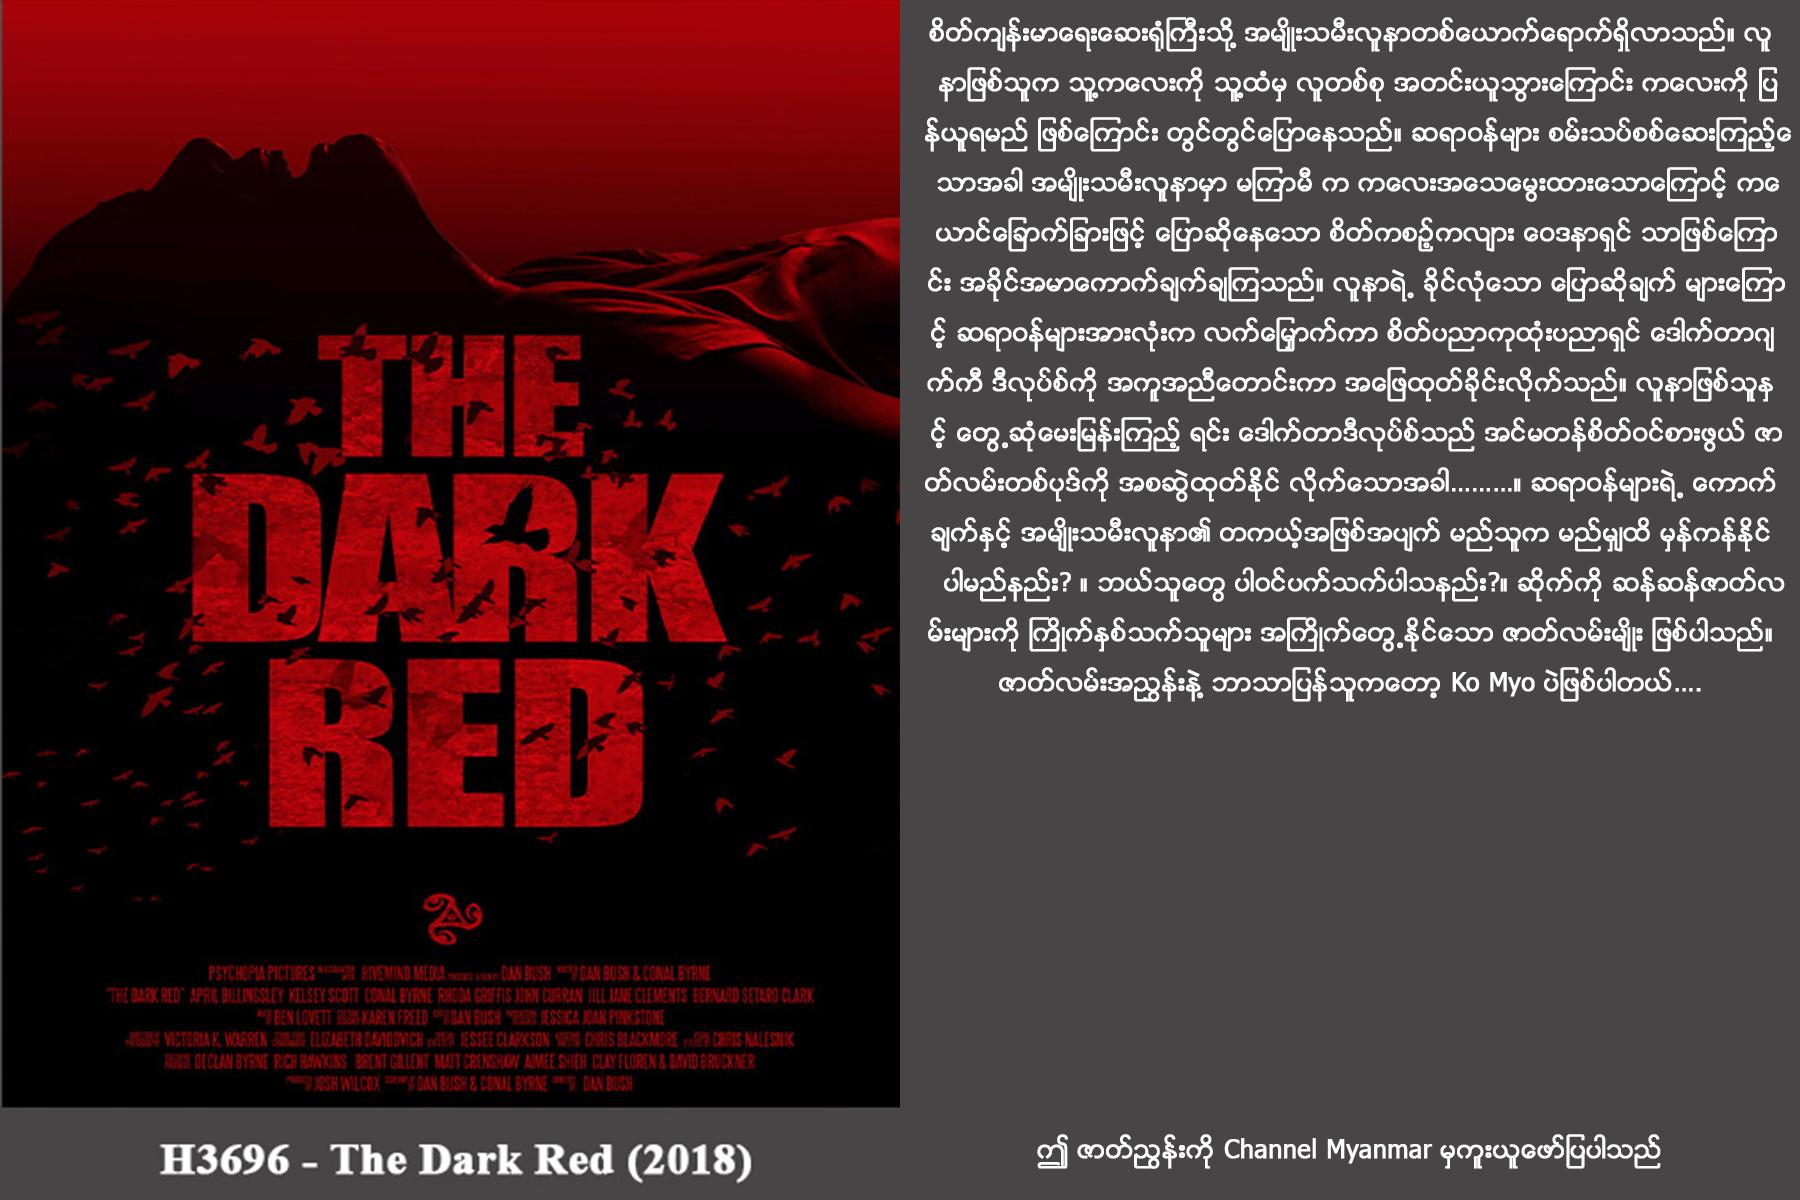 THE
DARK
RED
PSYCHOPIA PICTURES HIVEMIND MEDIA DAN BUSH DAN BUSH & CONAL BYRNE
"THE DARK RED" APRIL BILLINGSLEY KELSEY SCOTT CONAL BYRNE RHODA GRIFFIS JOHN CURRAN JILL JANE CLEMENTS BERNARD SETARO CLARK
BEN LOVETT KAREN FREED DAN BUSH JESSICA JOAN PINKSTONE
VICTORIA K. WARREN ELIZABETH DAVIDOVICH JESSEE CLARKSON CHRIS BLACKMORE CHRIS NALESNIK
DECLAN BYRNE RICH HAWKINS BRENT GILLENT MATT CRENSHAW AIMEE SHIEH CLAY FLOREN & DAVID BRUCKNER
JOSH WILCOX DAN BUSH & CONAL BYRNE DAN BUSH
H3696 - The Dark Red (2018)
စိတ်ကျန်းမာရေးဆေးရုံကြီးသို့ အမျိုးသမီးလူနာတစ်ယောက်ရောက်ရှိလာသည်။ လူ
နာဖြစ်သူက သူ့ကလေးကို သူ့ထံမှ လူတစ်စု အတင်းယူသွားကြောင်း ကလေးကို ပြ
န်ယူရမည် ဖြစ်ကြောင်း တွင်တွင်ပြောနေသည်။ ဆရာဝန်များ စမ်းသပ်စစ်ဆေးကြည့်ေ
သာအခါ အမျိုးသမီးလူနာမှာ မကြာမီ က ကလေးအသေမွေးထားသောကြောင့် ကေ
ယာင်ခြောက်ခြားဖြင့် ပြောဆိုနေသော စိတ်ကစဉ့်ကလျား ဝေဒနာရှင် သာဖြစ်ကြော
င်း အခိုင်အမာကောက်ချက်ချကြသည်။ လူနာရဲ့ ခိုင်လုံသော ပြောဆိုချက် များကြော
င့် ဆရာဝန်များအားလုံးက လက်မြှောက်ကာ စိတ်ပညာကုထုံးပညာရှင် ဒေါက်တာဂျ
က်ကီ ဒီလုပ်စ်ကို အကူအညီတောင်းကာ အဖြေထုတ်ခိုင်းလိုက်သည်။ လူနာဖြစ်သူန
င့် တွေ့ဆုံမေးမြန်းကြည့် ရင်း ဒေါက်တာဒီလုပ်စ်သည် အင်မတန်စိတ်ဝင်စားဖွယ် ဇာ
တ်လမ်းတစ်ပုဒ်ကို အစဆွဲထုတ်နိုင် လိုက်သောအခါ.........။ ဆရာဝန်များရဲ့ ကောက်
ချက်နှင့် အမျိုးသမီးလူနာ၏ တကယ့်အဖြစ်အပျက် မည်သူက မည်မျှထိ မှန်ကန်နိုင်
ပါမည်နည်း? ။ ဘယ်သူတွေ ပါဝင်ပက်သက်ပါသနည်း?။ ဆိုက်ကို ဆန်ဆန်ဇာတ်လ
မ်းများကို ကြိုက်နှစ်သက်သူများ အကြိုက်တွေ့နိုင်သော ဇာတ်လမ်းမျိုး ဖြစ်ပါသည်။
ဇာတ်လမ်းအညွှန်းနဲ့ ဘာသာပြန်သူကတော့ Ko Myo ပဲဖြစ်ပါတယ်....
ဤ ဇာတ်ညွှန်းကို Channel Myanmar မှကူးယူဖော်ပြပါသည်